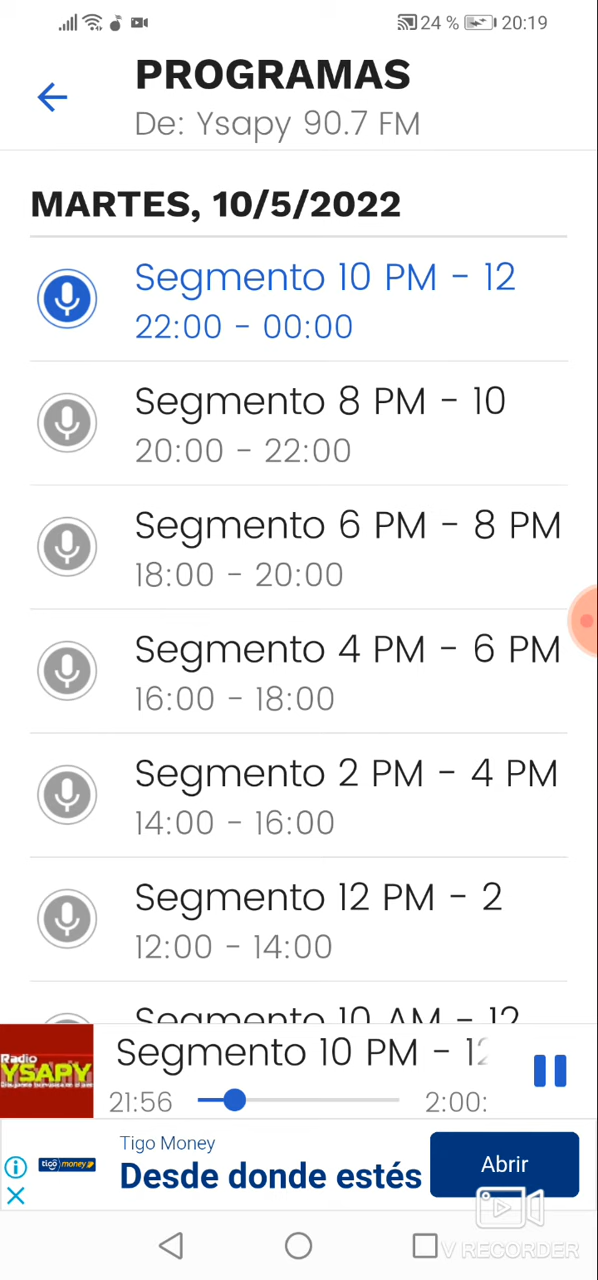 24 % 20:19
PROGRAMAS
De: Ysapy 90.7 FM
MARTES, 10/5/2022
Segmento 10 PM - 12
22:00 - 00:00
Segmento 8 PM - 10
20:00 - 22:00
Segmento 6 PM - 8 PM
18:00 - 20:00
Segmento 4 PM - 6 PM
16:00 - 18:00
Segmento 2 PM - 4 PM
14:00 - 16:00
Segmento 12 PM - 2
12:00 - 14:00
Segmento 10 AM - 12
Radio
YSAPY
Segmento 10 PM - 12
21:56 2:00:
Tigo Money
tigo money
Desde donde estés
Abrir
V RECORDER